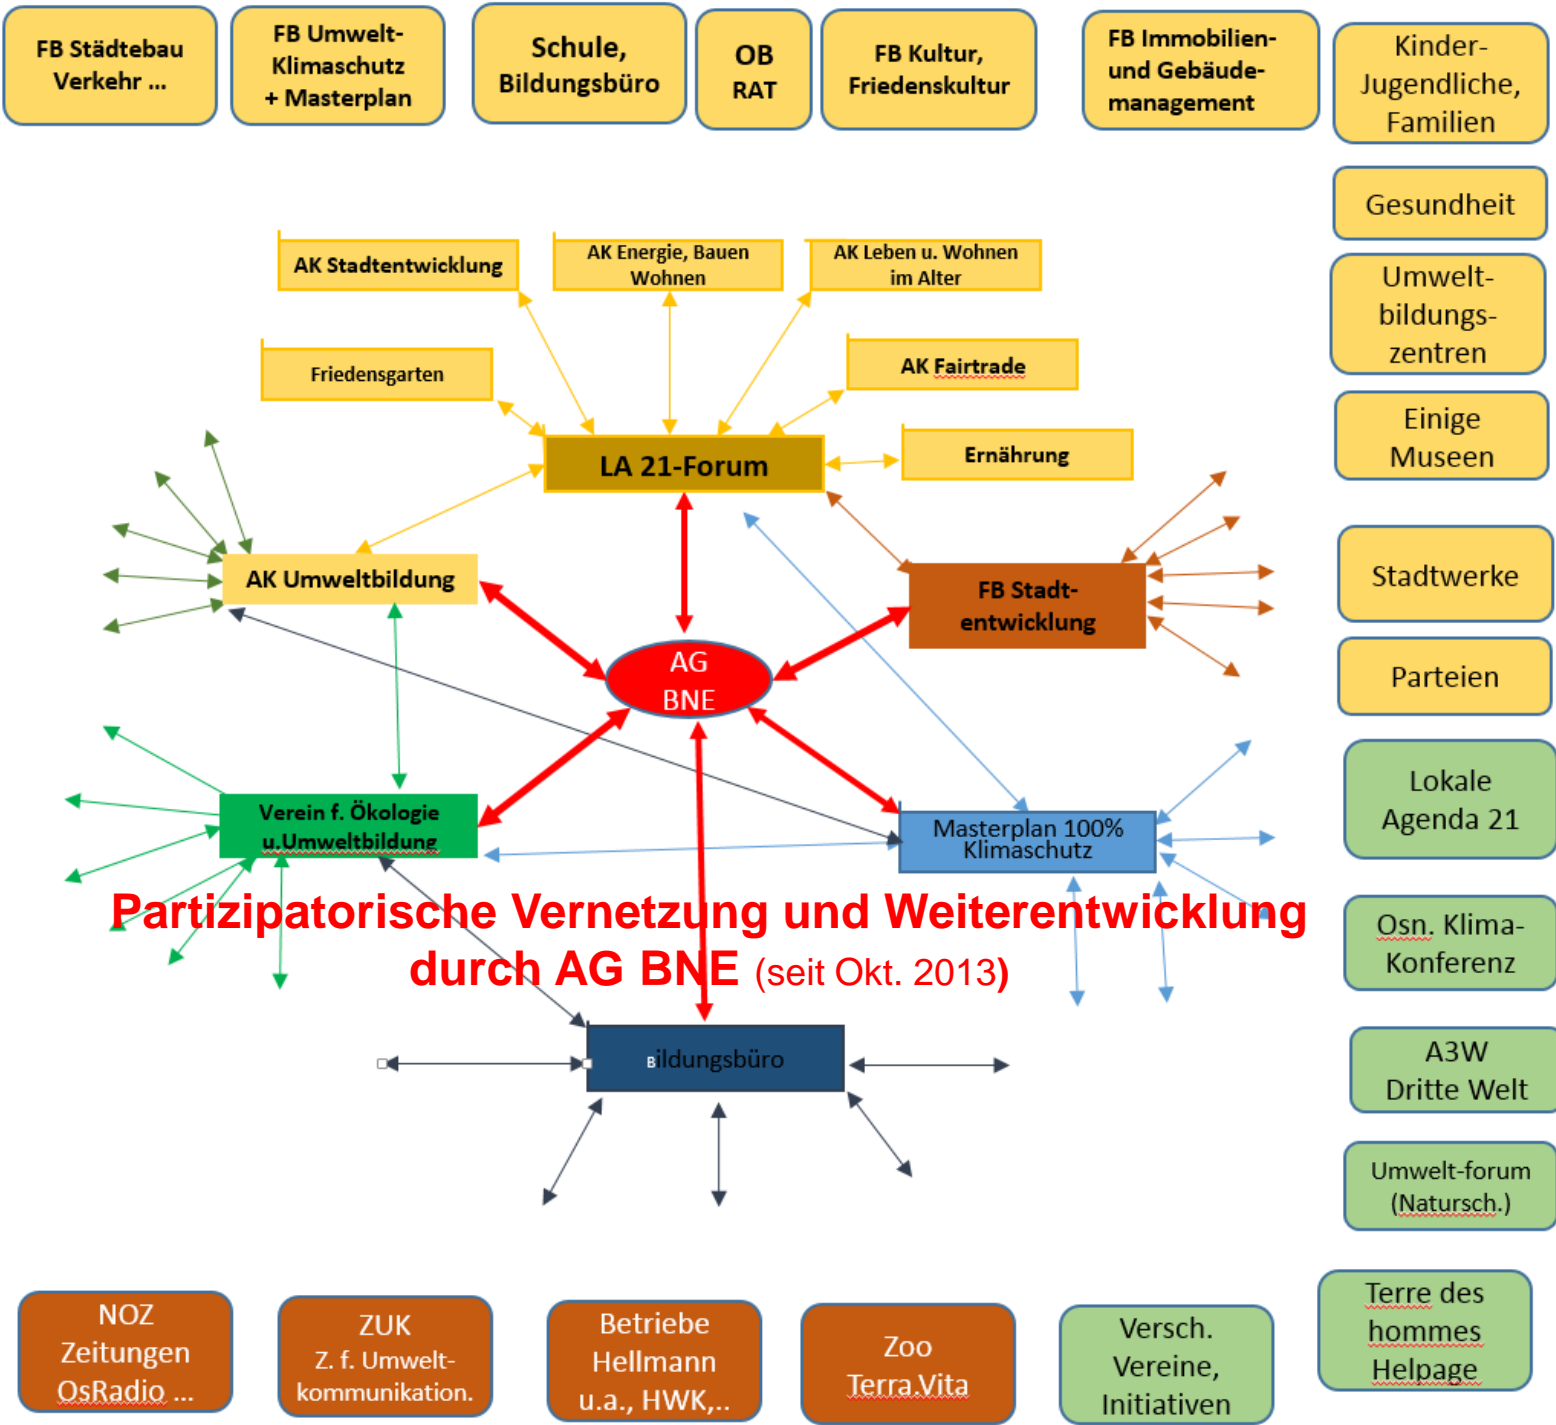 FB Städtebau
Verkehr ...
FB Umwelt-
Klimaschutz
+ Masterplan
Schule,
Bildungsbüro
OB
RAT
FB Kultur,
Friedenskultur
FB Immobilien-
und Gebäude-
management
Kinder-
Jugendliche,
Familien
Gesundheit
Umwelt-
bildungs-
zentren
Einige
Museen
Stadtwerke
Parteien
Lokale
Agenda 21
Osn. Klima-
Konferenz
A3W
Dritte Welt
Umwelt-forum
(Natursch.)
Terre des
hommes
Helpage
AK Stadtentwicklung
AK Energie, Bauen
Wohnen
AK Leben u. Wohnen
im Alter
Friedensgarten
AK Fairtrade
LA 21-Forum
Ernährung
AK Umweltbildung
FB Stadt-
entwicklung
AG
BNE
Verein f. Ökologie
u.Umweltbildung
Masterplan 100%
Klimaschutz
Partizipatorische Vernetzung und Weiterentwicklung
durch AG BNE (seit Okt. 2013)
Bildungsbüro
NOZ
Zeitungen
OsRadio ...
ZUK
Z. f. Umwelt-
kommunikation.
Betriebe
Hellmann
u.a., HWK,..
Zoo
Terra.Vita
Versch.
Vereine,
Initiativen